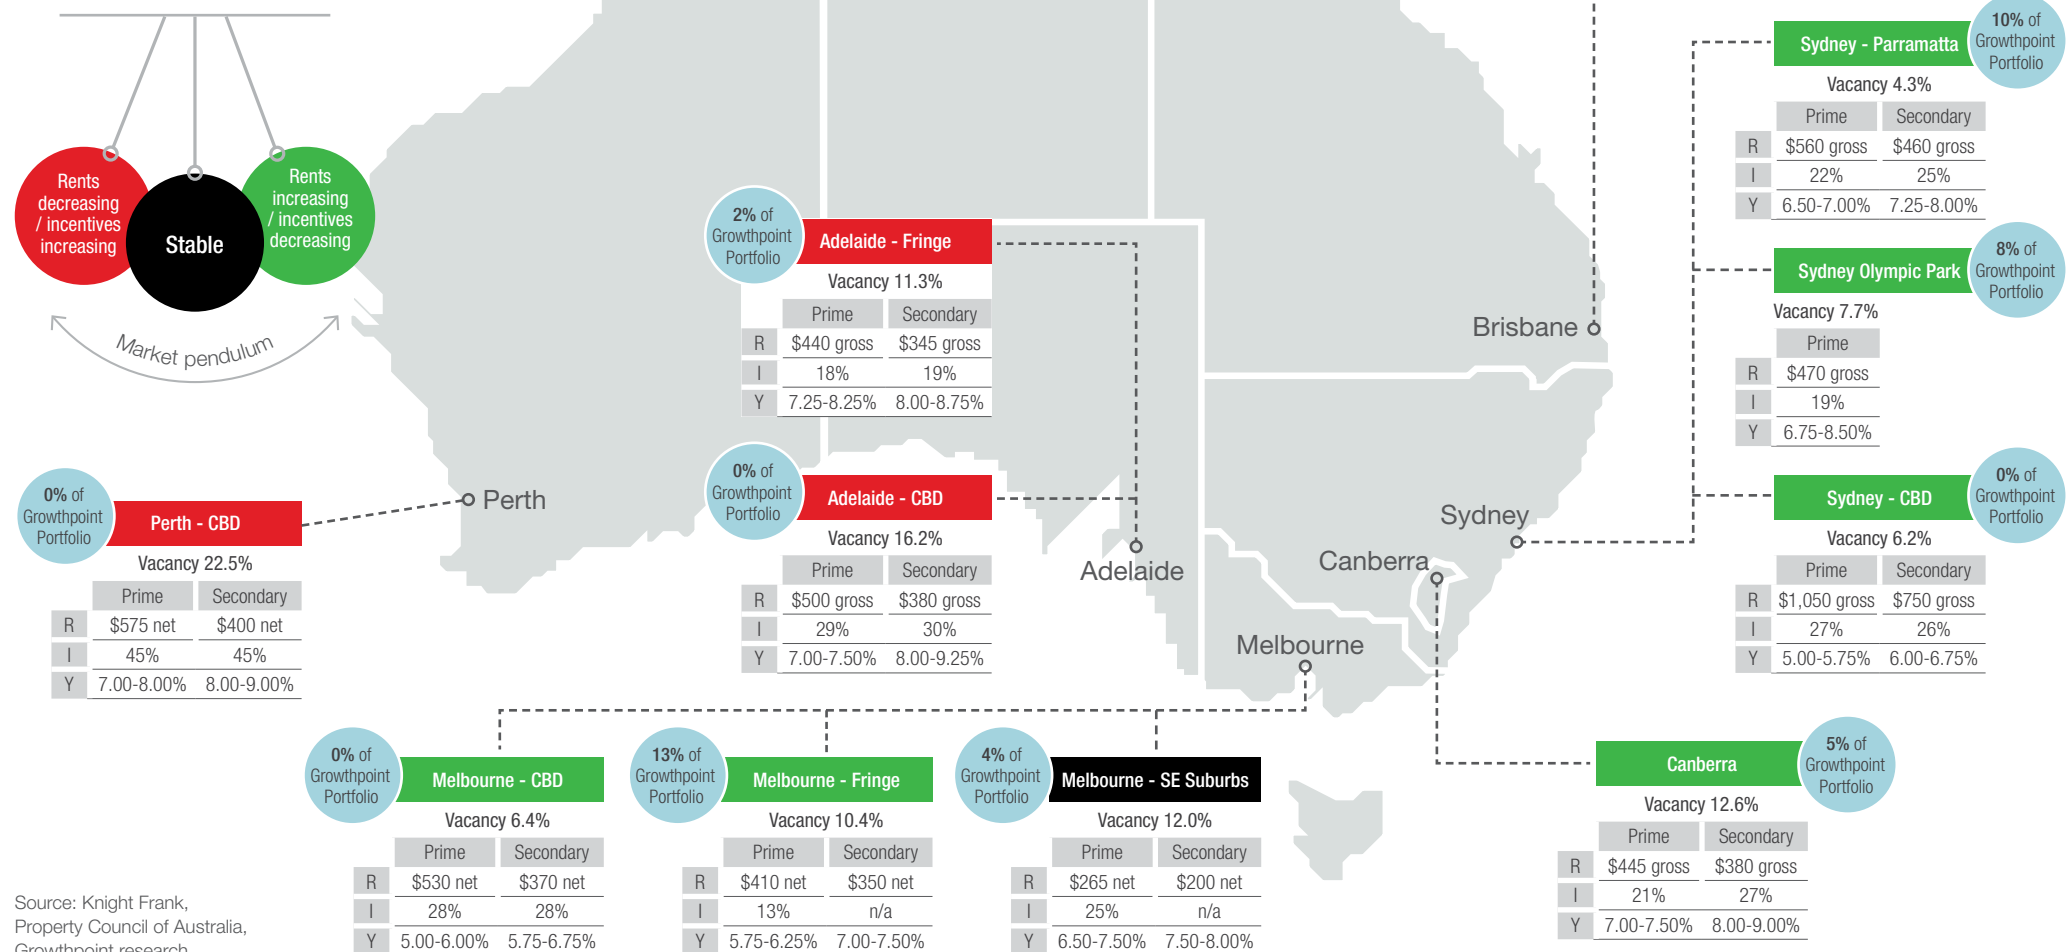 Rents
decreasing
/ incentives
increasing
Stable
Rents
increasing
/ incentives
decreasing
Market pendulum
2% of
Growthpoint
Portfolio
Adelaide - Fringe
Vacancy 11.3%
Prime Secondary
R $440 gross $345 gross
I 18% 19%
Y 7.25-8.25% 8.00-8.75%
0% of
Growthpoint
Portfolio
Adelaide - CBD
Vacancy 16.2%
Prime Secondary
R $500 gross $380 gross
I 29% 30%
Y 7.00-7.50% 8.00-9.25%
0% of
Growthpoint
Portfolio
Perth - CBD
Vacancy 22.5%
Prime Secondary
R $575 net $400 net
I 45% 45%
Y 7.00-8.00% 8.00-9.00%
Perth
Adelaide
Brisbane
Sydney
Canberra
Melbourne
10% of
Growthpoint
Portfolio
Sydney - Parramatta
Vacancy 4.3%
Prime Secondary
R $560 gross $460 gross
I 22% 25%
Y 6.50-7.00% 7.25-8.00%
8% of
Growthpoint
Portfolio
Sydney Olympic Park
Vacancy 7.7%
Prime
R $470 gross
I 19%
Y 6.75-8.50%
0% of
Growthpoint
Portfolio
Sydney - CBD
Vacancy 6.2%
Prime Secondary
R $1,050 gross $750 gross
I 27% 26%
Y 5.00-5.75% 6.00-6.75%
0% of
Growthpoint
Portfolio
Melbourne - CBD
Vacancy 6.4%
Prime Secondary
R $530 net $370 net
I 28% 28%
Y 5.00-6.00% 5.75-6.75%
13% of
Growthpoint
Portfolio
Melbourne - Fringe
Vacancy 10.4%
Prime Secondary
R $410 net $350 net
I 13% n/a
Y 5.75-6.25% 7.00-7.50%
4% of
Growthpoint
Portfolio
Melbourne - SE Suburbs
Vacancy 12.0%
Prime Secondary
R $265 net $200 net
I 25% n/a
Y 6.50-7.50% 7.50-8.00%
5% of
Growthpoint
Portfolio
Canberra
Vacancy 12.6%
Prime Secondary
R $445 gross $380 gross
I 21% 27%
Y 7.00-7.50% 8.00-9.00%
Source: Knight Frank,
Property Council of Australia,
Growthpoint research